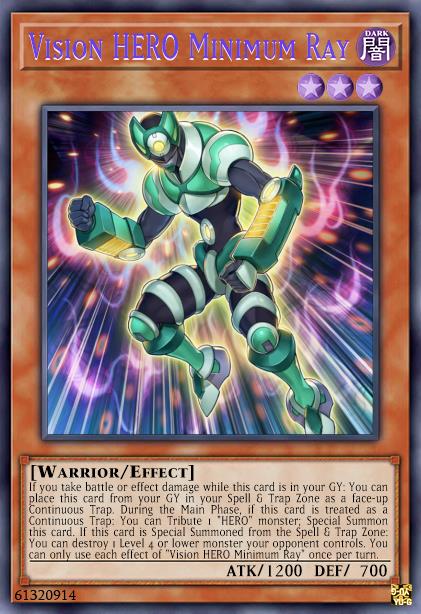 Vision HERO Minimum Ray
DARK
闇
[Warrior/Effect]
If you take battle or effect damage while this card is in your GY: You can
place this card from your GY in your Spell & Trap Zone as a face-up
Continuous Trap. During the Main Phase, if this card is treated as a
Continuous Trap: You can Tribute 1 "HERO" monster; Special Summon
this card. If this card is Special Summoned from the Spell & Trap Zone:
You can destroy 1 Level 4 or lower monster your opponent controls. You
can only use each effect of "Vision HERO Minimum Ray" once per turn.
ATK/1200 DEF/ 700
61320914